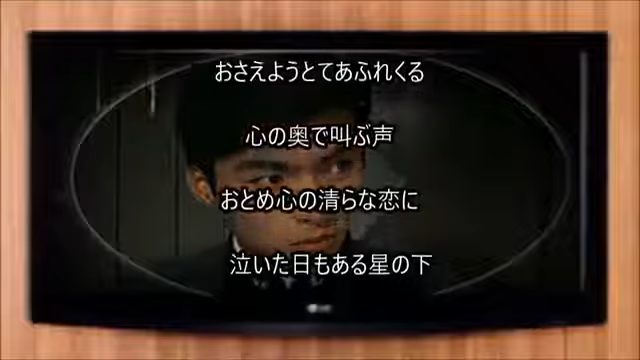 おさえようとてあふれくる
心の奥で叫ぶ声
おとめ心の清らな恋に
泣いた日もある星の下